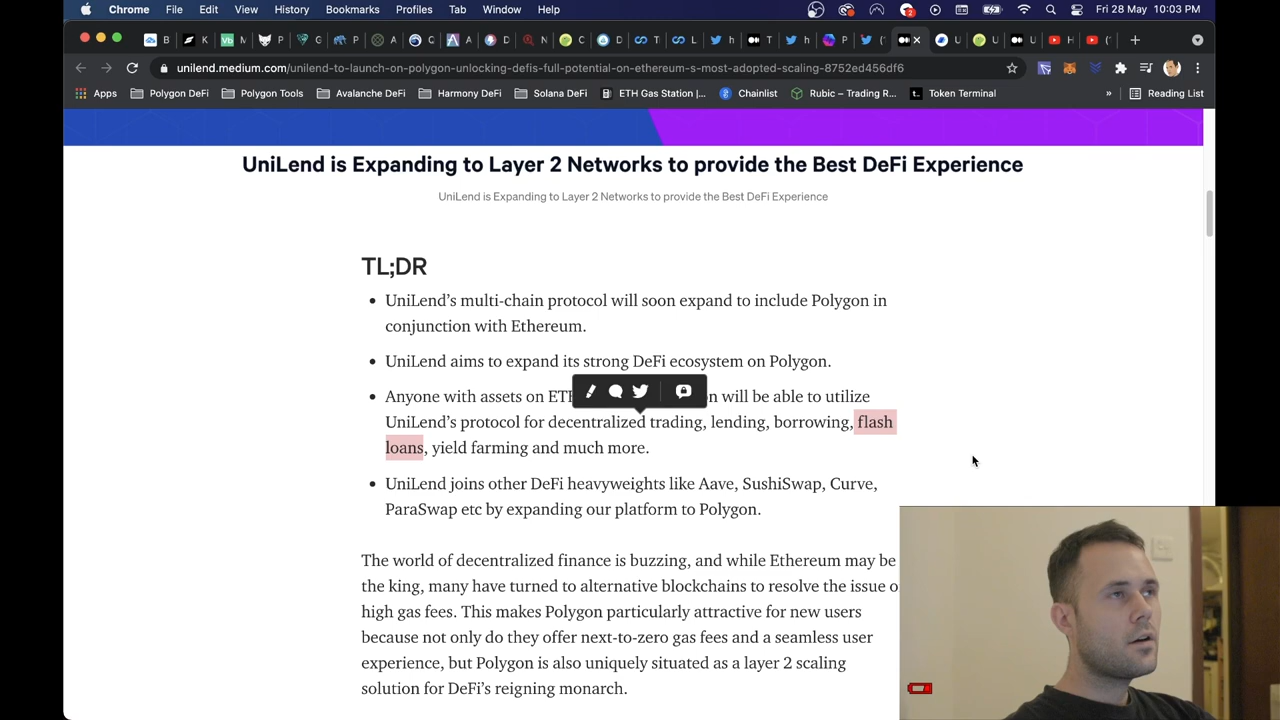 Chrome File Edit View History Bookmarks Profiles Tab Window Help 2 Fri 28 May 10:03 PM
B K Vb M P G P A C A D N C D T L h T h P ( U C U H (
unilend.medium.com/unilend-to-launch-on-polygon-unlocking-defis-full-potential-on-ethereum-s-most-adopted-scaling-8752ed456df6
Apps Polygon DeFi Polygon Tools Avalanche DeFi Harmony DeFi Solana DeFi ETH Gas Station |... Chainlist Rubic – Trading R... t. Token Terminal » Reading List
UniLend is Expanding to Layer 2 Networks to provide the Best DeFi Experience
UniLend is Expanding to Layer 2 Networks to provide the Best DeFi Experience
TL;DR
• UniLend's multi-chain protocol will soon expand to include Polygon in
conjunction with Ethereum.
• UniLend aims to expand its strong DeFi ecosystem on Polygon.
• Anyone with assets on will be able to utilize
UniLend's protocol for decentralized trading, lending, borrowing, flash
loans, yield farming and much more.
• UniLend joins other DeFi heavyweights like Aave, SushiSwap, Curve,
ParaSwap etc by expanding our platform to Polygon.
The world of decentralized finance is buzzing, and while Ethereum may be
the king, many have turned to alternative blockchains to resolve the issue
high gas fees. This makes Polygon particularly attractive for new users
because not only do they offer next-to-zero gas fees and a seamless user
experience, but Polygon is also uniquely situated as a layer 2 scaling
solution for DeFi's reigning monarch.